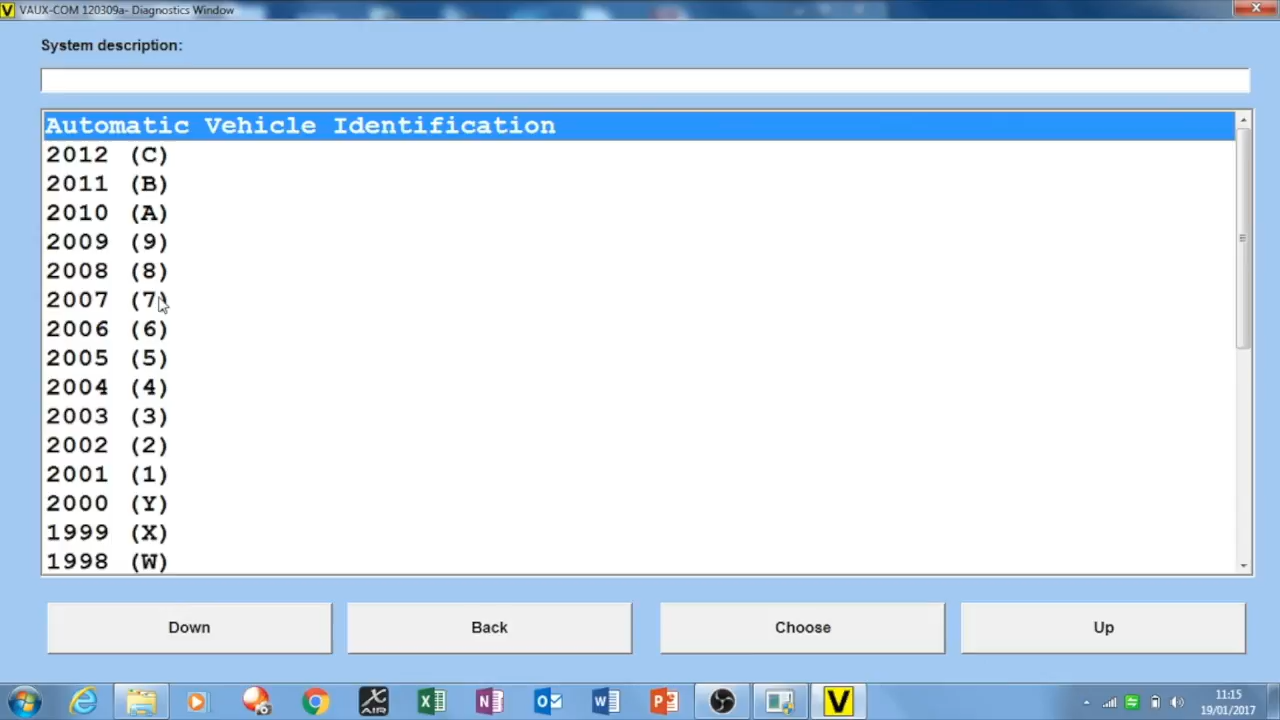 VAUX-COM 120309a- Diagnostics Window
System description:
Automatic Vehicle Identification
2012 (C)
2011 (B)
2010 (A)
2009 (9)
2008 (8)
2007 (7)
2006 (6)
2005 (5)
2004 (4)
2003 (3)
2002 (2)
2001 (1)
2000 (Y)
1999 (X)
1998 (W)
Down
Back
Choose
Up
AIR
11:15
19/01/2017